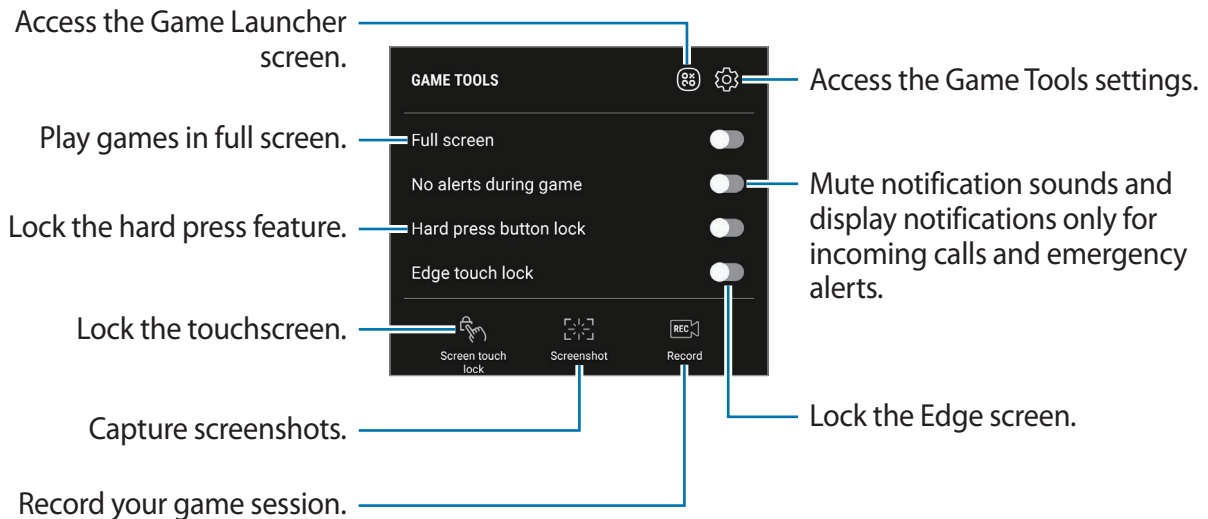 Access the Game Launcher
screen.
GAME TOOLS
Access the Game Tools settings.
Play games in full screen.
Full screen
No alerts during game
Mute notification sounds and
display notifications only for
incoming calls and emergency
alerts.
Lock the hard press feature.
Hard press button lock
Edge touch lock
Lock the touchscreen.
Screen touch
lock
Screenshot
REC
Record
Lock the Edge screen.
Capture screenshots.
Record your game session.